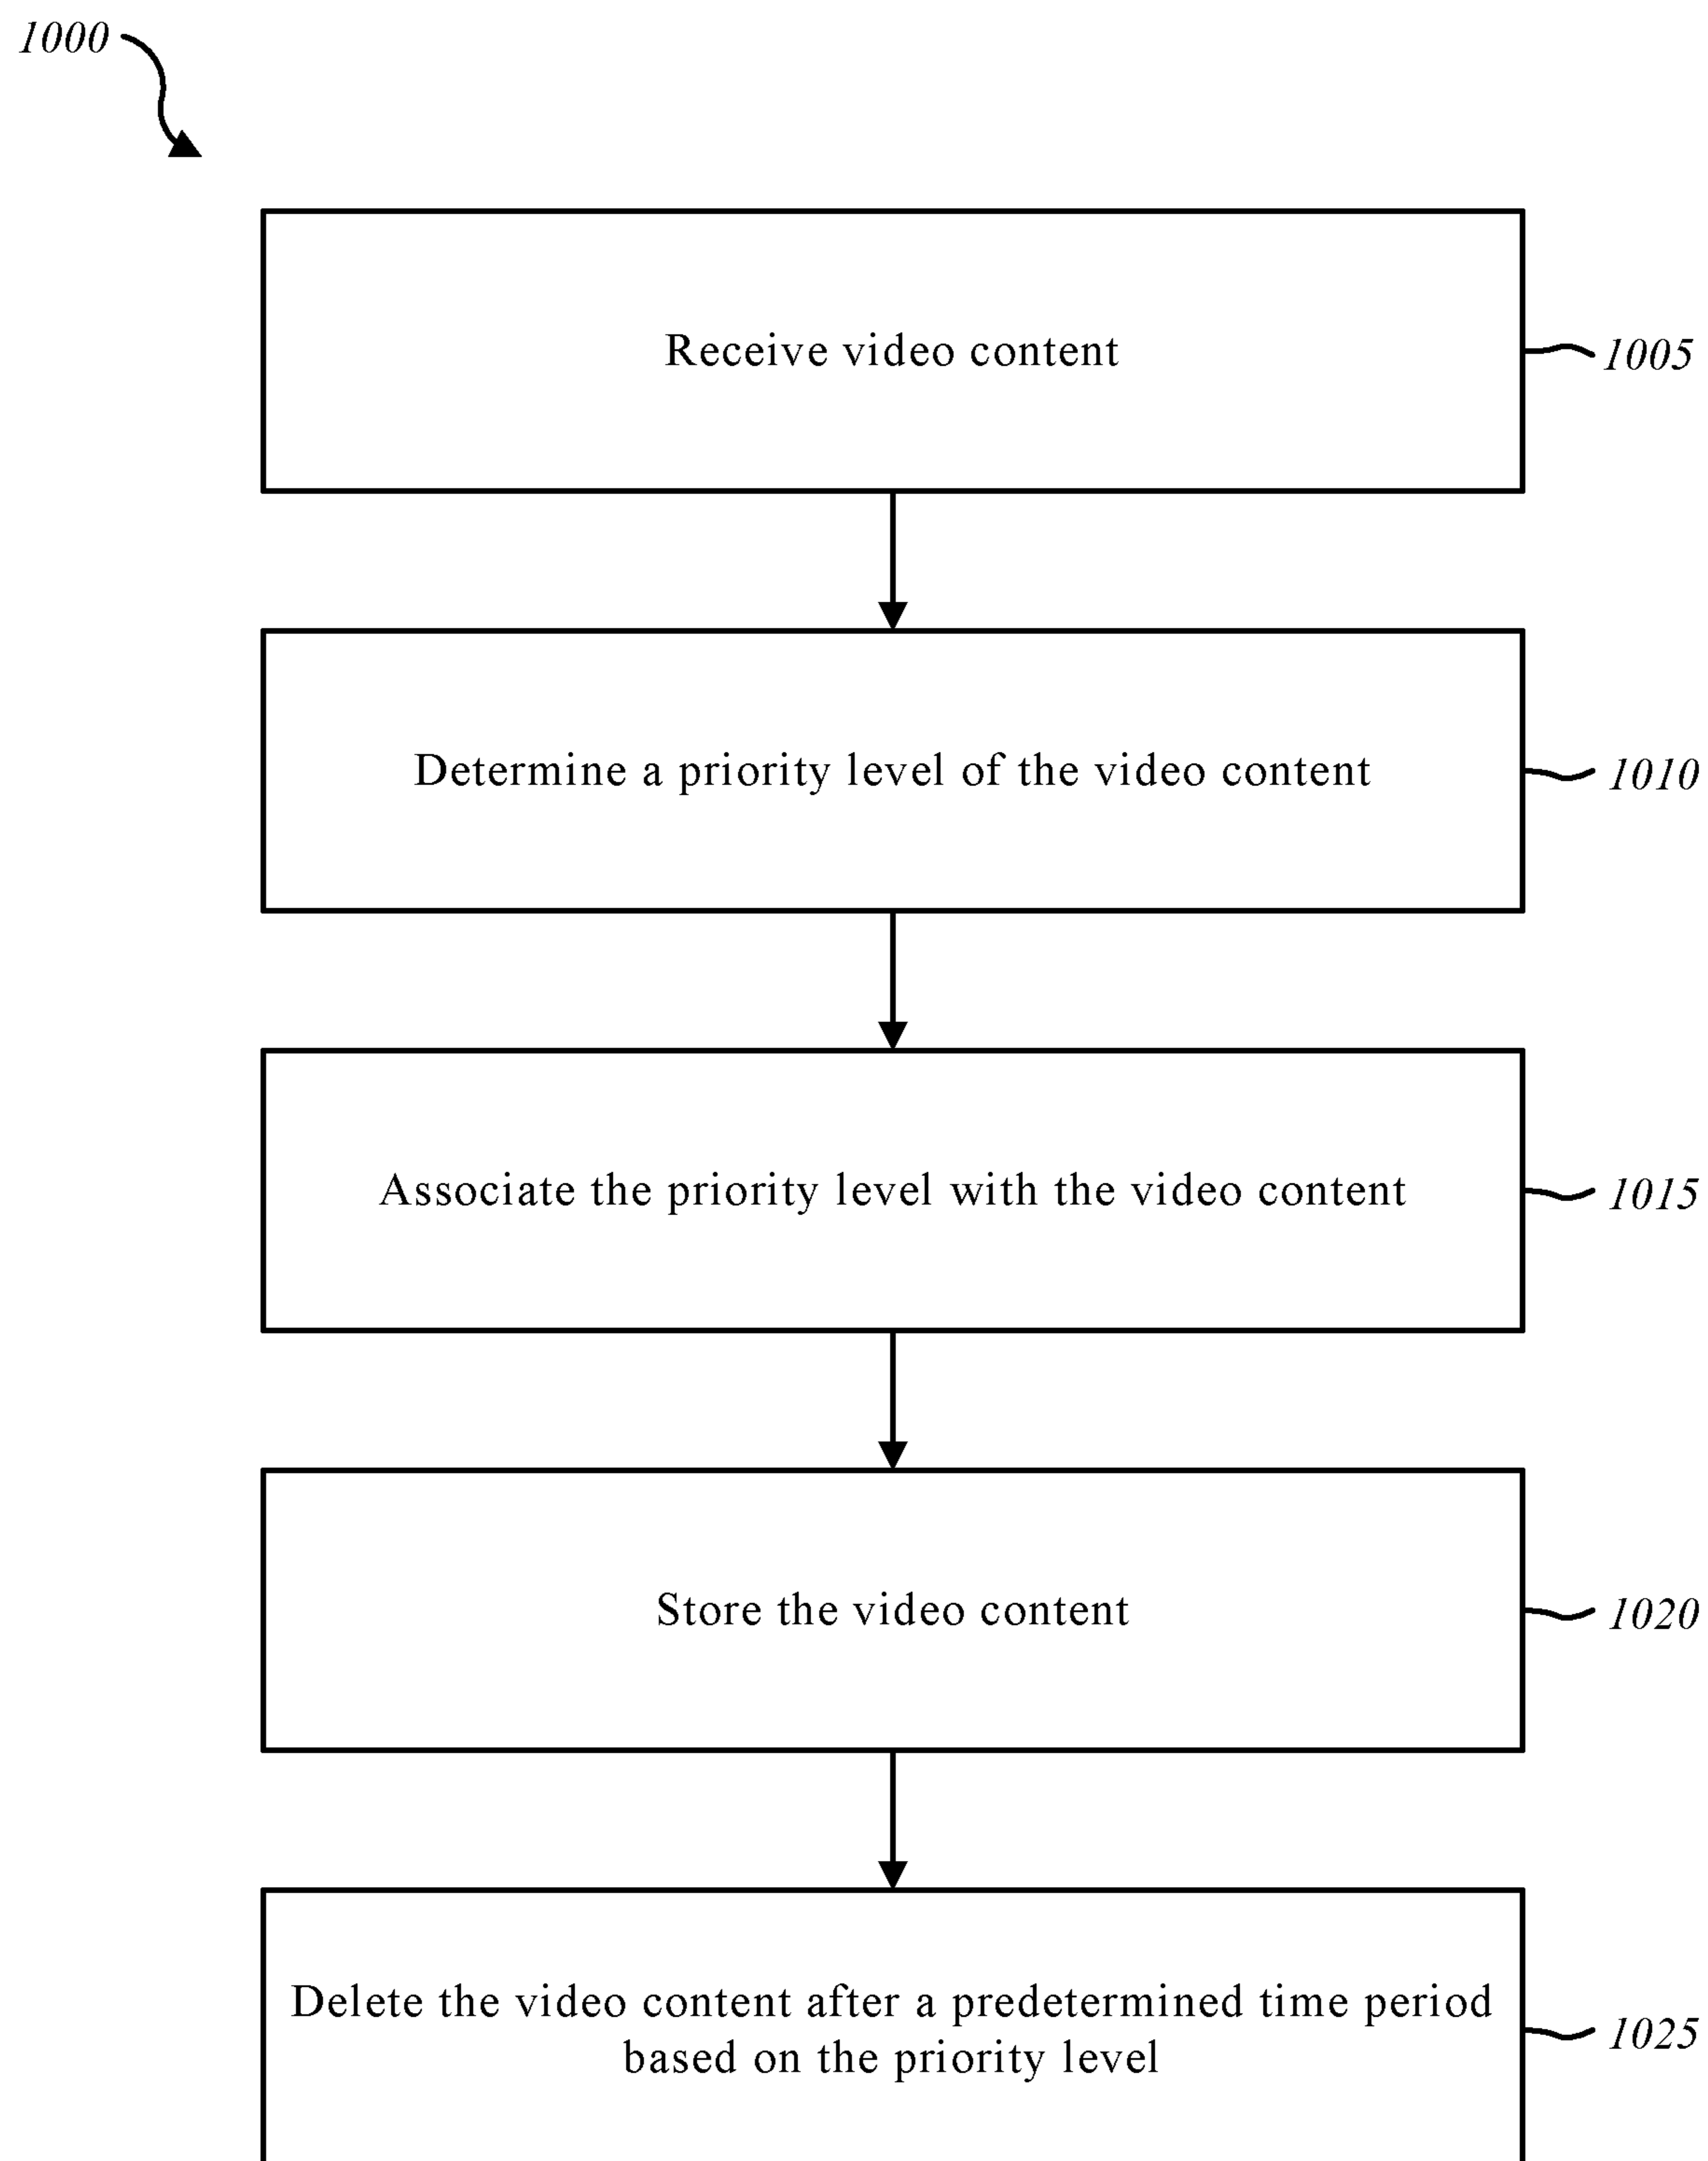 1000
Receive video content
1005
Determine a priority level of the video content
1010
Associate the priority level with the video content
1015
Store the video content
1020
Delete the video content after a predetermined time period
based on the priority level
1025